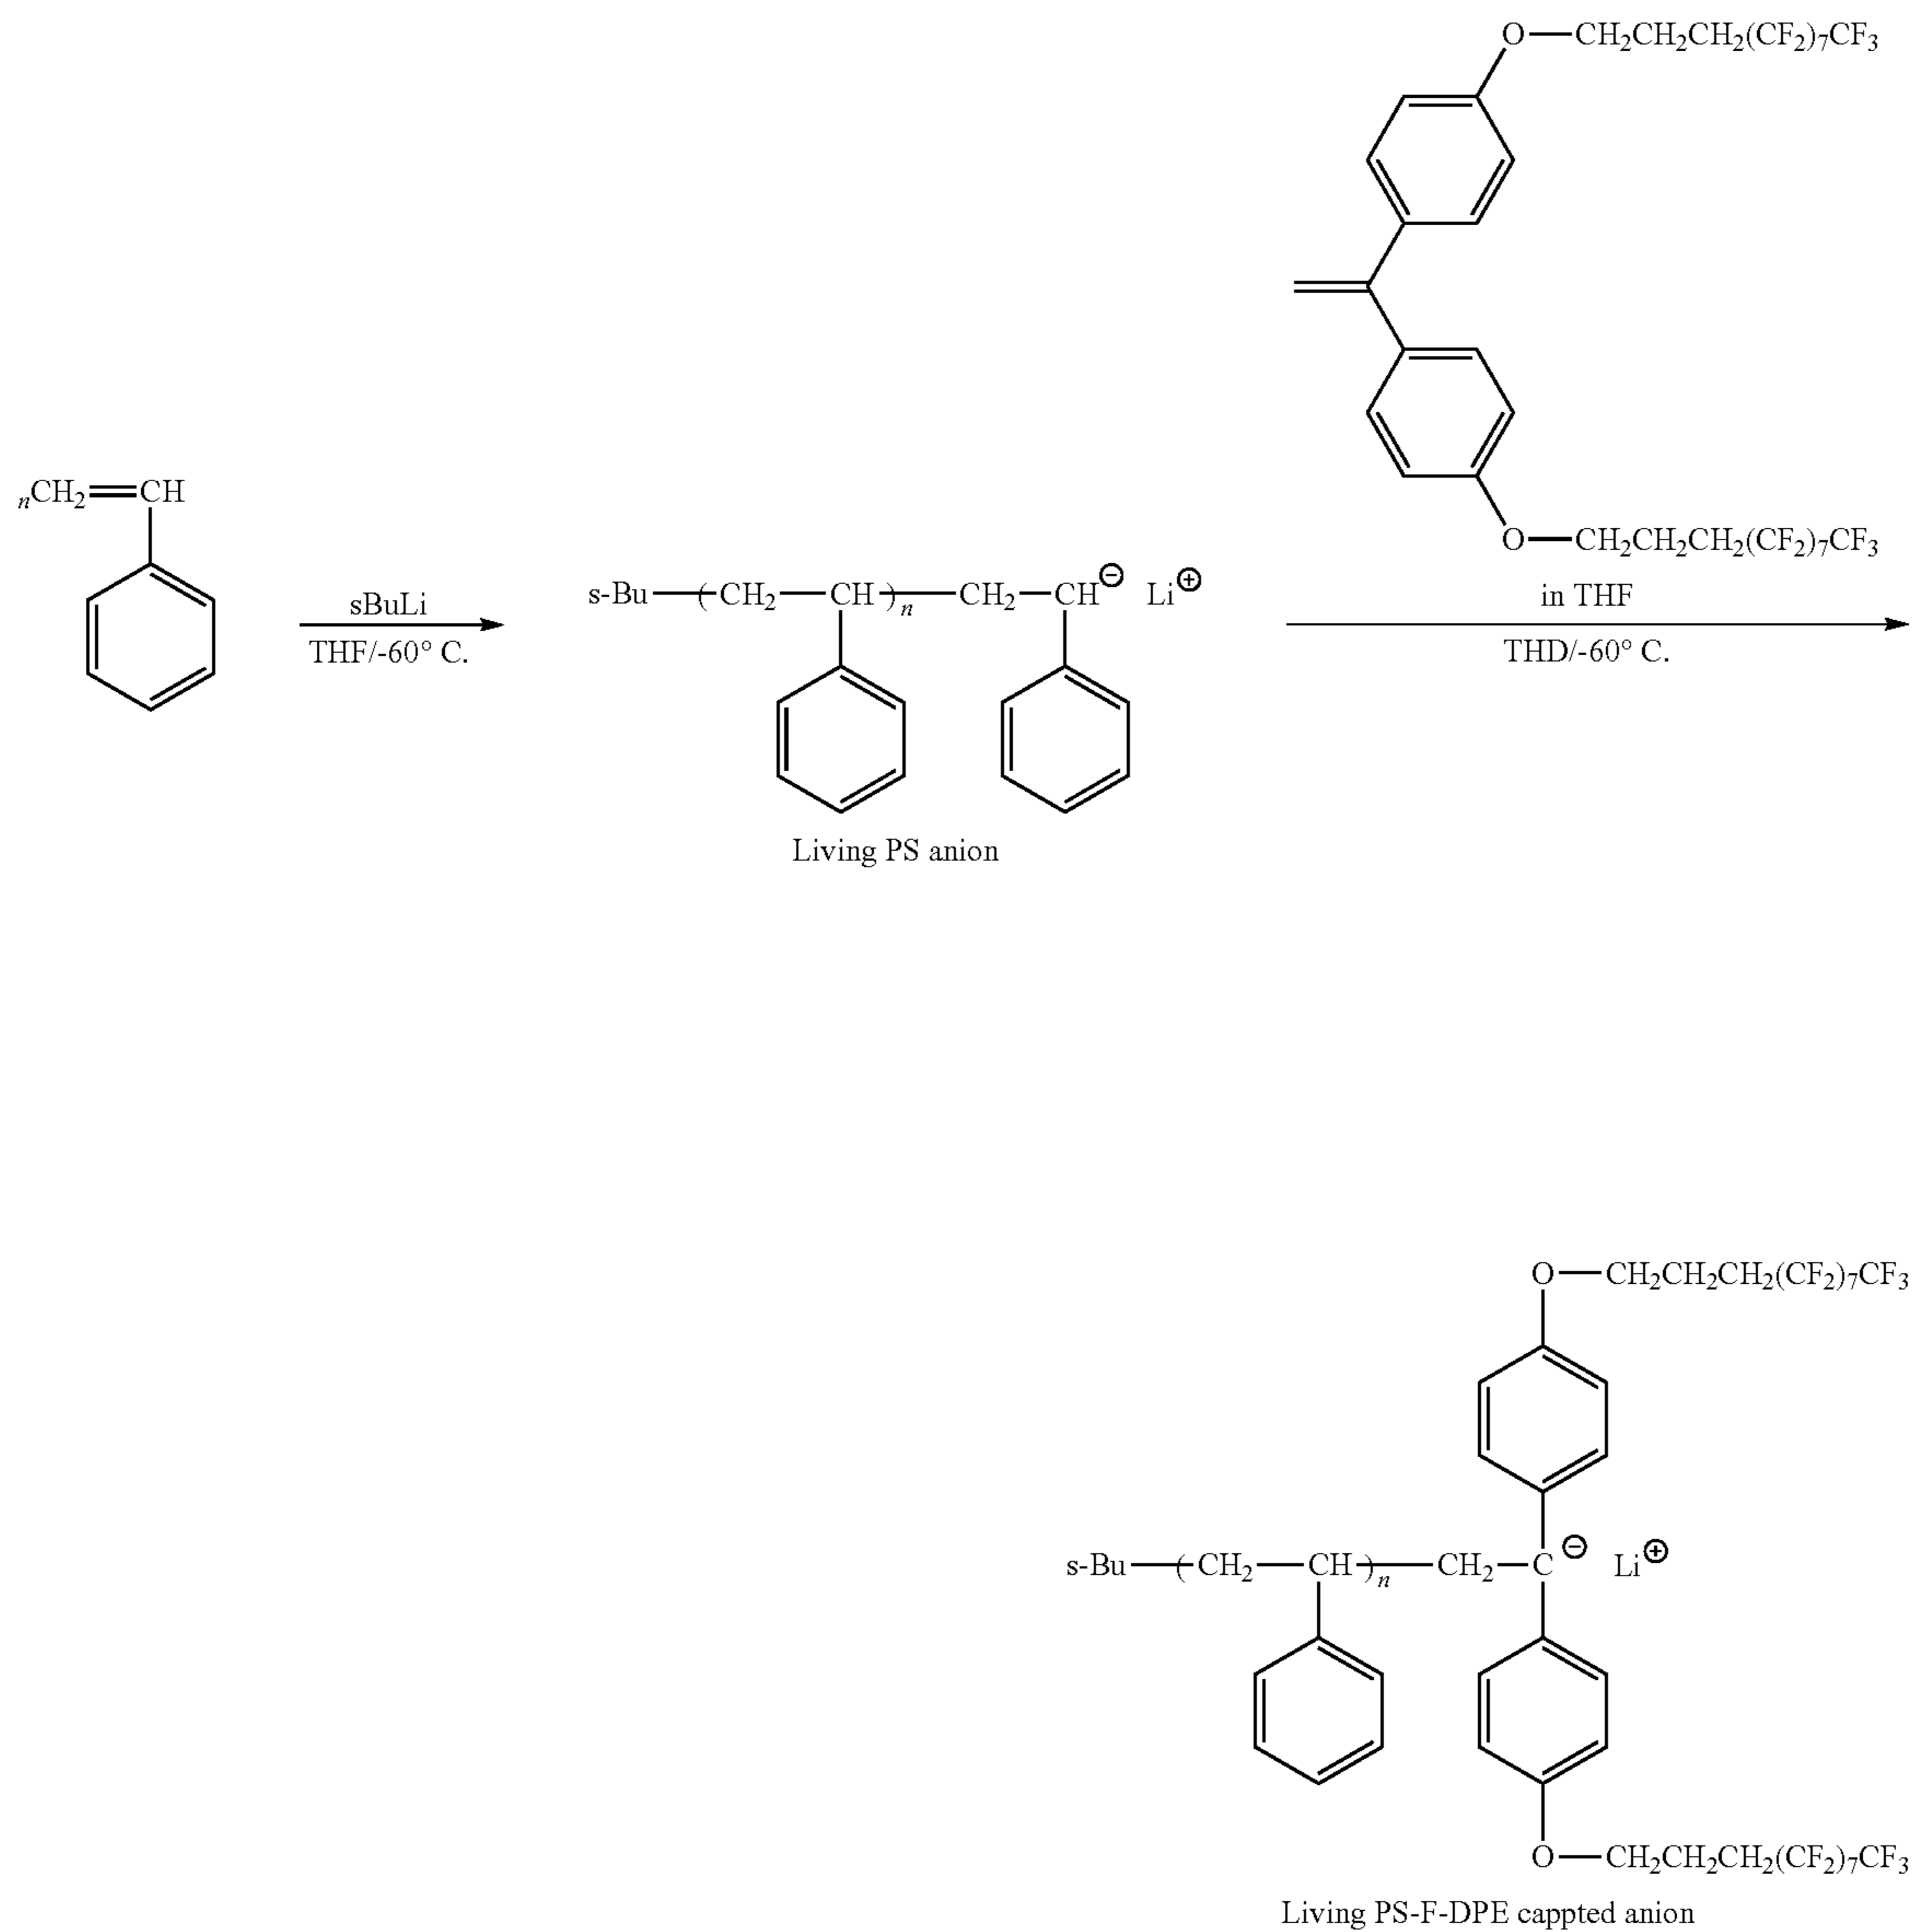 O—CH₂CH₂CH₂(CF₂)₇CF₃
O—CH₂CH₂CH₂(CF₂)₇CF₃
nCH₂=CH
sBuLi
THF/-60° C.
s-Bu—(CH₂—CH)n—CH₂—CH⊖ Li⊕
in THF
THD/-60° C.
Living PS anion
O—CH₂CH₂CH₂(CF₂)₇CF₃
s-Bu—(CH₂—CH)n—CH₂—C⊖ Li⊕
O—CH₂CH₂CH₂(CF₂)₇CF₃
Living PS-F-DPE cappted anion